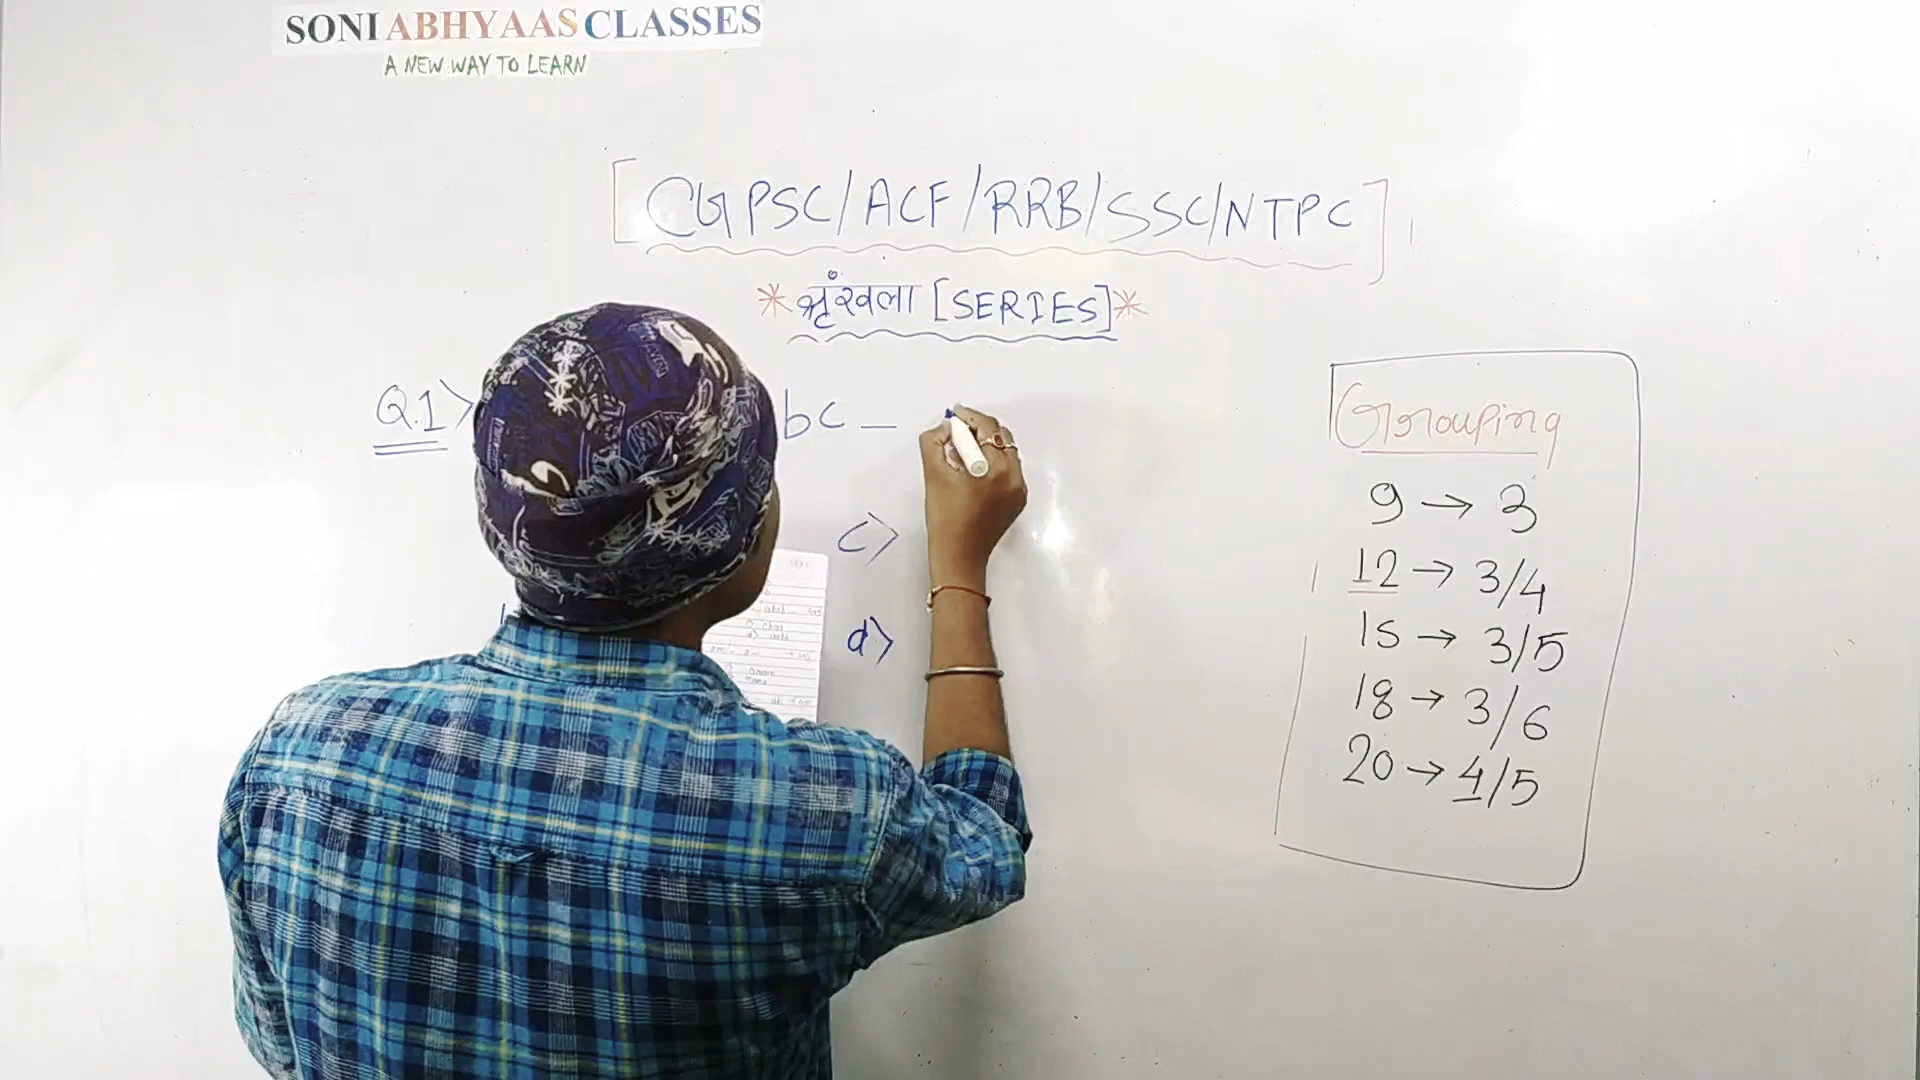 SONI ABHYAAS CLASSES
A NEW WAY TO LEARN
[CGPSC/ACF/RRB/SSC/NTPC]
*श्रृंखला [SERIES]*
Q.1> bc _
c>
d>
Grouping
9 → 3
12 → 3/4
15 → 3/5
18 → 3/6
20 → 4/5